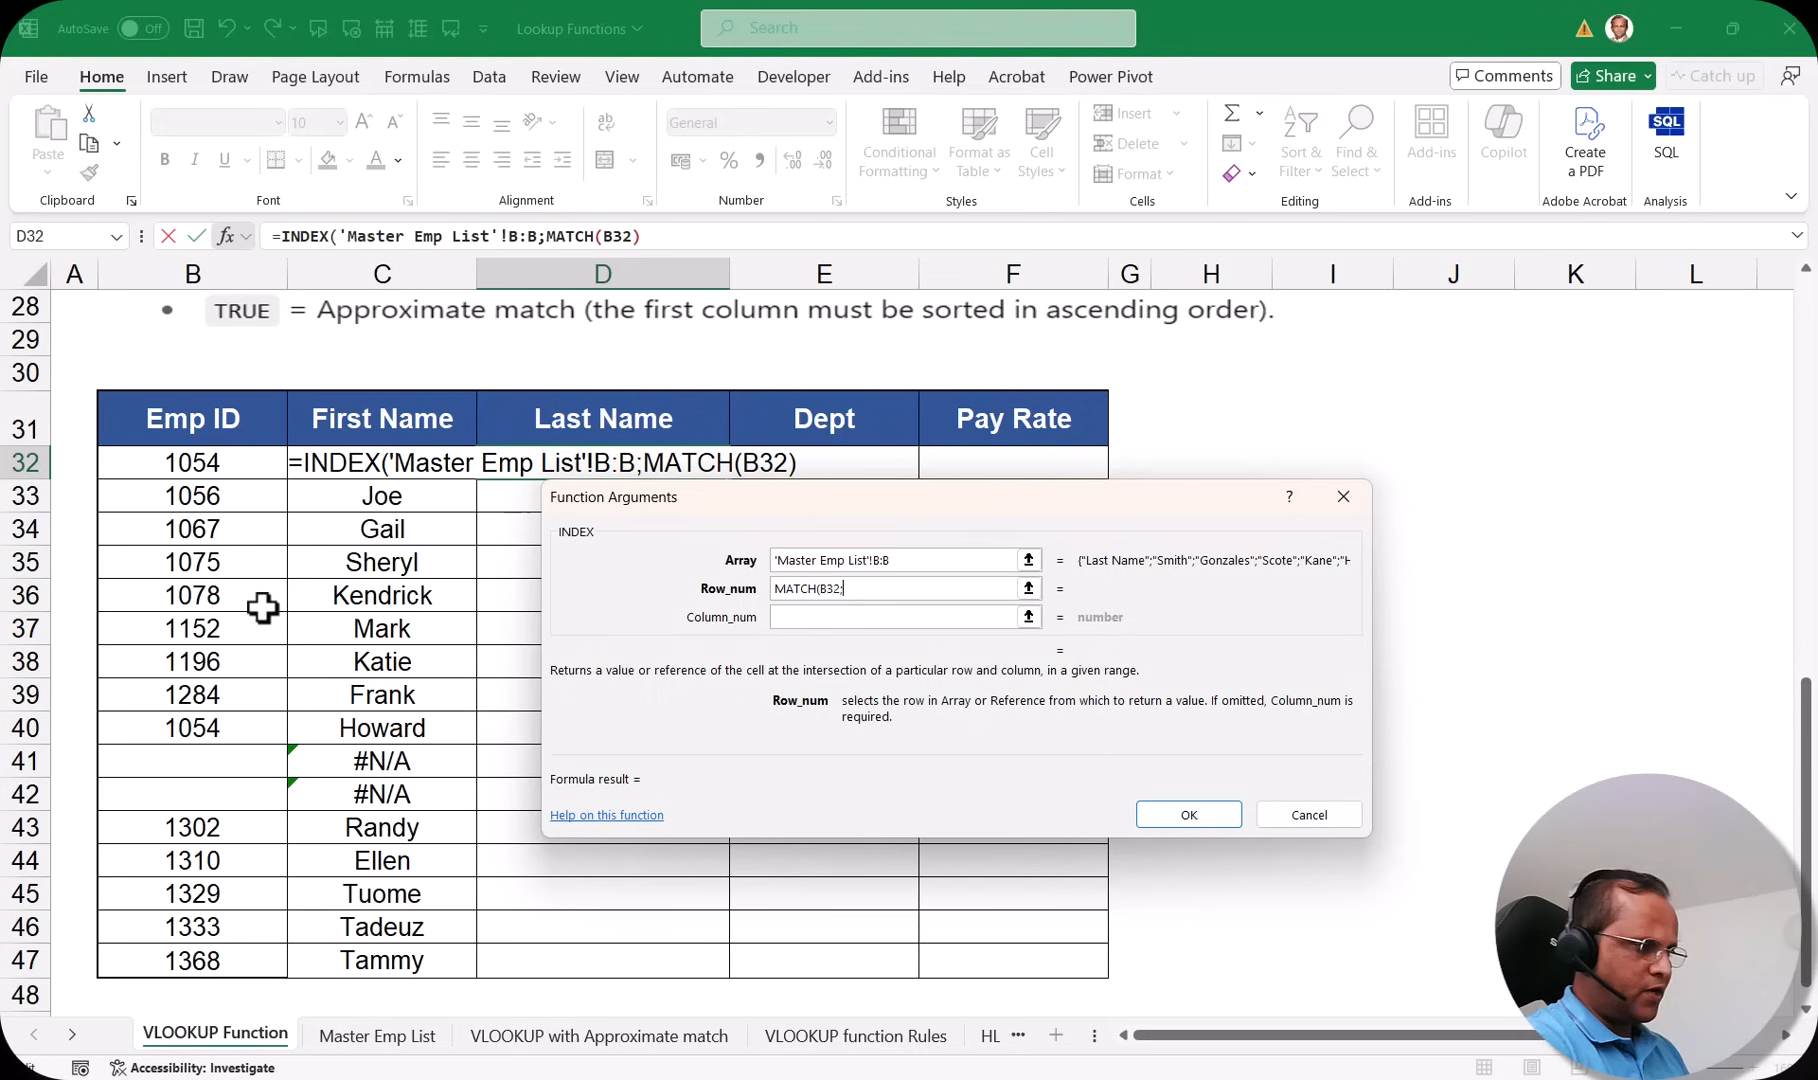 AutoSave Off Lookup Functions Search
File Home Insert Draw Page Layout Formulas Data Review View Automate Developer Add-ins Help Acrobat Power Pivot Comments Share Catch up
Paste 10 A A ab General Conditional Formatting Format as Table Cell Styles Insert Delete Format Sort & Filter Find & Select Add-ins Copilot Create a PDF SQL SQL
B I U A % 
Clipboard Font Alignment Number Styles Cells Editing Add-ins Adobe Acrobat Analysis
D32 fx =INDEX('Master Emp List'!B:B;MATCH(B32)
A B C D E F G H I J K L
28 TRUE = Approximate match (the first column must be sorted in ascending order).
29
30
31 Emp ID First Name Last Name Dept Pay Rate
32 1054 =INDEX('Master Emp List'!B:B;MATCH(B32)
33 1056 Joe
34 1067 Gail
35 1075 Sheryl
36 1078 Kendrick
37 1152 Mark
38 1196 Katie
39 1284 Frank
40 1054 Howard
41 #N/A
42 #N/A
43 1302 Randy
44 1310 Ellen
45 1329 Tuome
46 1333 Tadeuz
47 1368 Tammy
48
Function Arguments ?
INDEX
Array 'Master Emp List'!B:B = {"Last Name";"Smith";"Gonzales";"Scote";"Kane";"H
Row_num MATCH(B32; =
Column_num = number
=
Returns a value or reference of the cell at the intersection of a particular row and column, in a given range.
Row_num selects the row in Array or Reference from which to return a value. If omitted, Column_num is
required.
Formula result =
Help on this function OK Cancel
VLOOKUP Function Master Emp List VLOOKUP with Approximate match VLOOKUP function Rules HL
Accessibility: Investigate